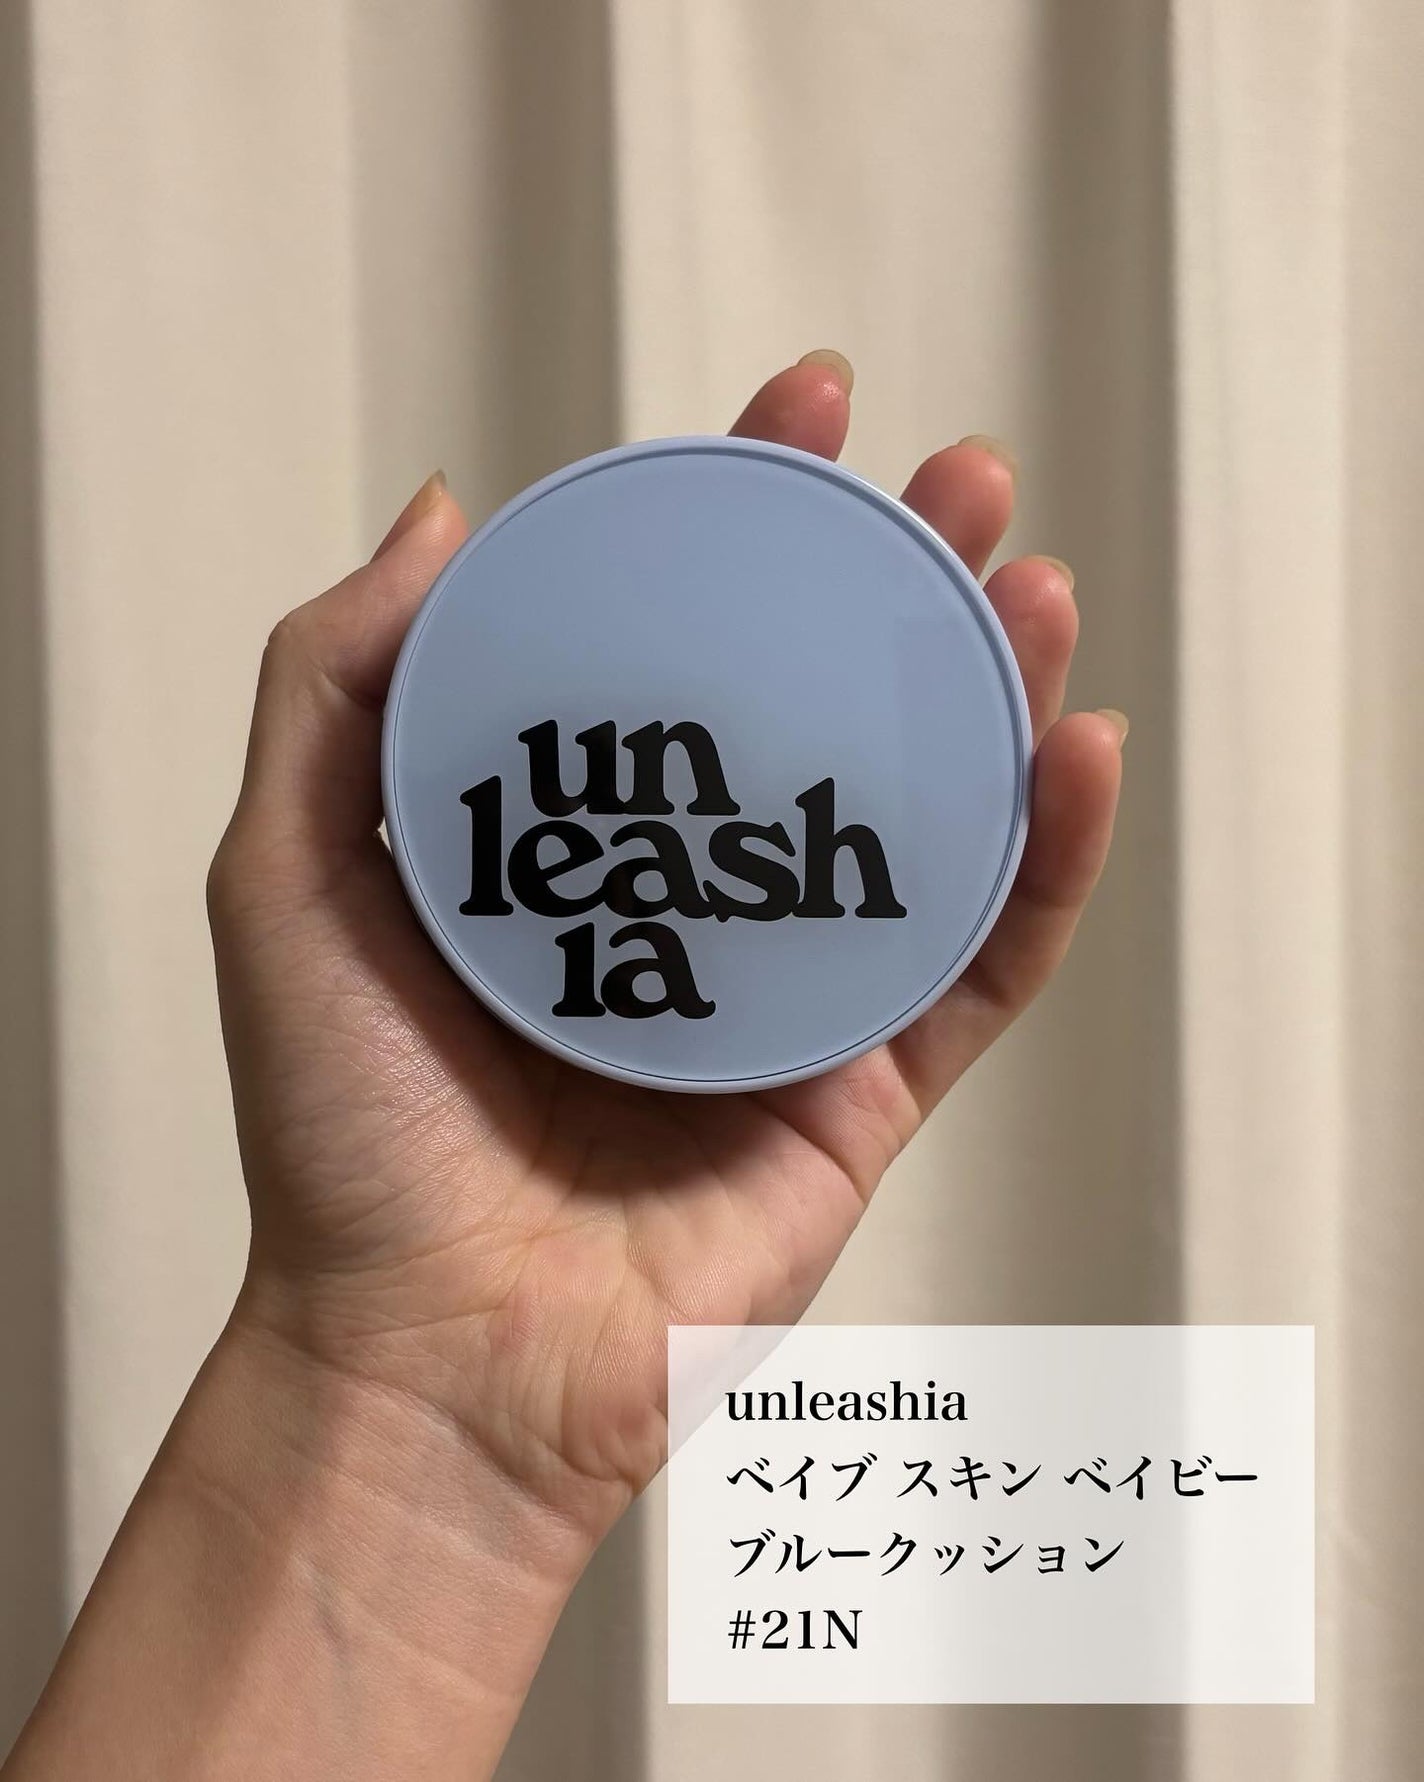 un
leash
ia
unleashia
ベイブ スキン ベイビー
ブルークッション
#21N